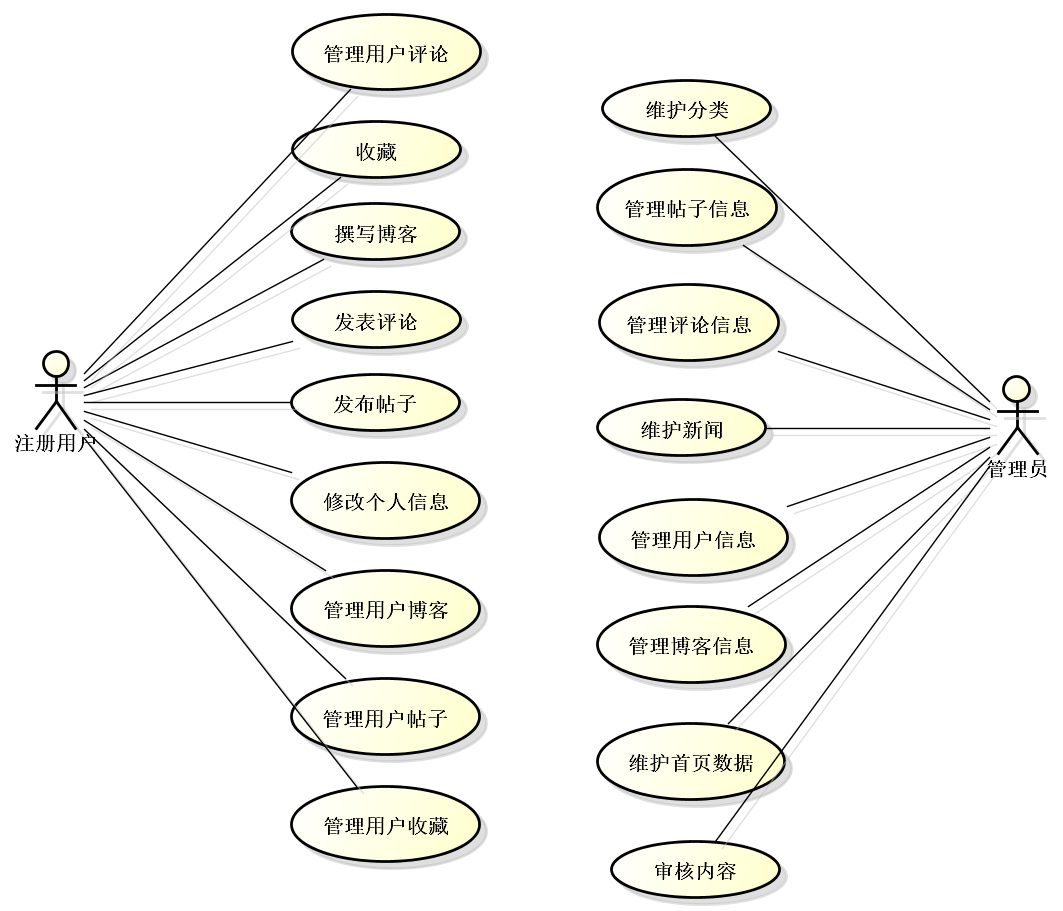 管理用户评论
收藏
撰写博客
发表评论
发布帖子
修改个人信息
管理用户博客
管理用户帖子
管理用户收藏
注册用户
维护分类
管理帖子信息
管理评论信息
维护新闻
管理用户信息
管理博客信息
维护首页数据
审核内容
管理员